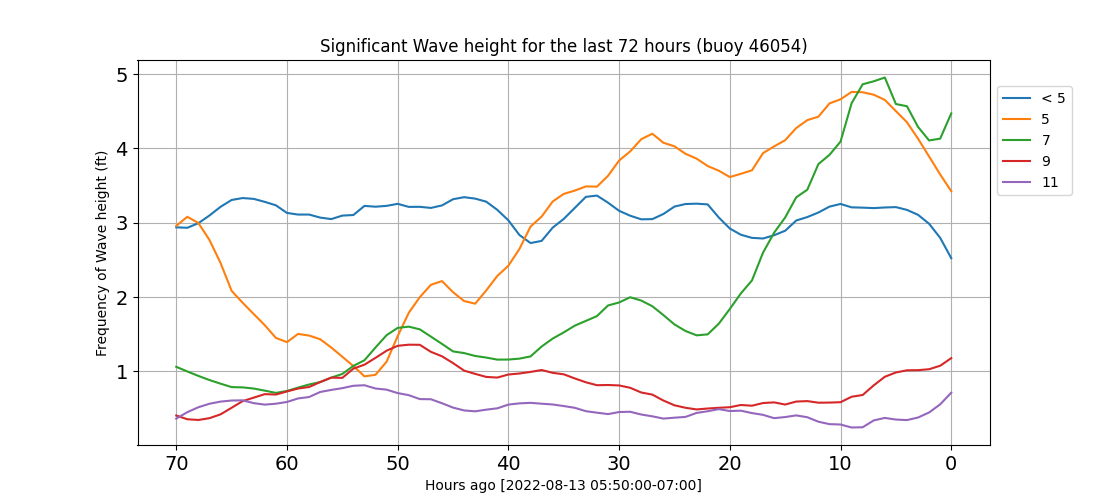 Significant Wave height for the last 72 hours (buoy 46054)
Frequency of Wave height (ft)
5
4
3
2
1
70 60 50 40 30 20 10 0
Hours ago [2022-08-13 05:50:00-07:00]
< 5
5
7
9
11